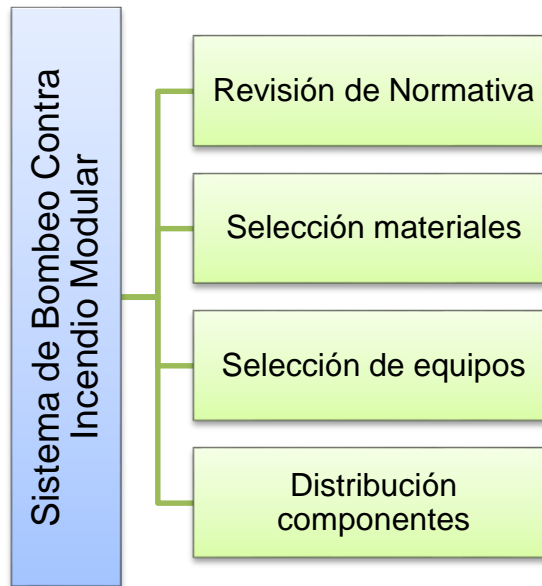 Sistema de Bombeo Contra
Incendio Modular
Revisión de Normativa
Selección materiales
Selección de equipos
Distribución
componentes